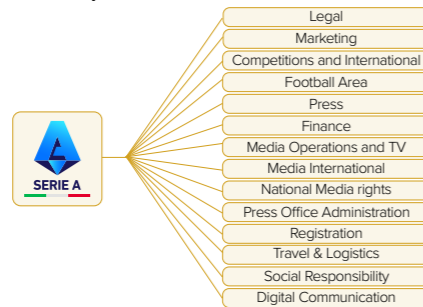 Legal
Marketing
Competitions and International
Football Area
Press
Finance
Media Operations and TV
Media International
National Media rights
Press Office Administration
Registration
Travel & Logistics
Social Responsibility
Digital Communication
SERIE A